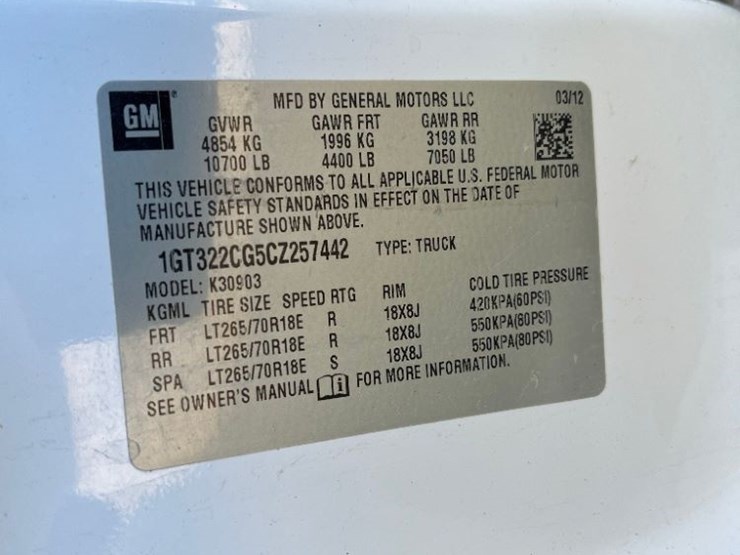 GM
MFD BY GENERAL MOTORS LLC 03/12
GVWR GAWR FRT GAWR RR
4854 KG 1996 KG 3198 KG
10700 LB 4400 LB 7050 LB
THIS VEHICLE CONFORMS TO ALL APPLICABLE U.S. FEDERAL MOTOR
VEHICLE SAFETY STANDARDS IN EFFECT ON THE DATE OF
MANUFACTURE SHOWN ABOVE.
1GT322CG5CZ257442 TYPE: TRUCK
MODEL: K30903
KGML TIRE SIZE SPEED RTG RIM COLD TIRE PRESSURE
FRT LT265/70R18E R 18X8J 420KPA(60PSI)
RR LT265/70R18E R 18X8J 550KPA(80PSI)
SPA LT265/70R18E S 18X8J 550KPA(80PSI)
SEE OWNER'S MANUAL i FOR MORE INFORMATION.